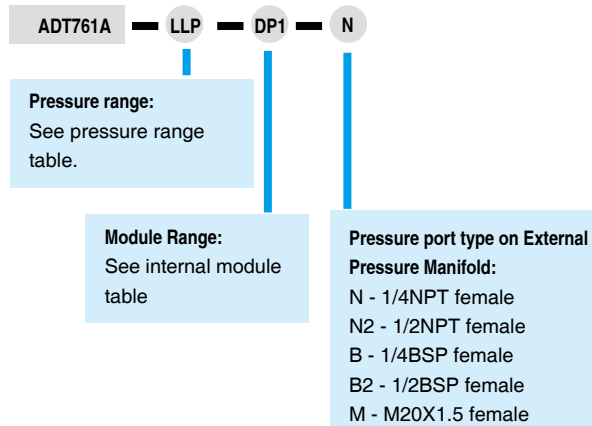 ADT761A LLP DP1 N
Pressure range:
See pressure range
table.
Module Range:
See internal module
table
Pressure port type on External
Pressure Manifold:
N - 1/4NPT female
N2 - 1/2NPT female
B - 1/4BSP female
B2 - 1/2BSP female
M - M20X1.5 female